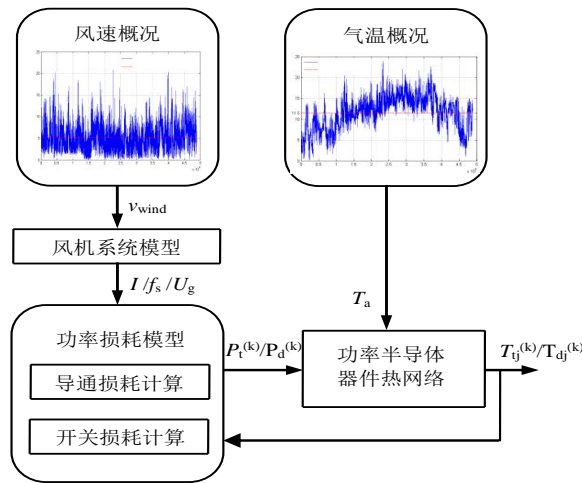 风速概况
气温概况
v_wind
风机系统模型
I/f_s/U_g
T_a
功率损耗模型
P_t^(k)/P_d^(k)
功率半导体
器件热网络
T_tj^(k)/T_dj^(k)
导通损耗计算
开关损耗计算